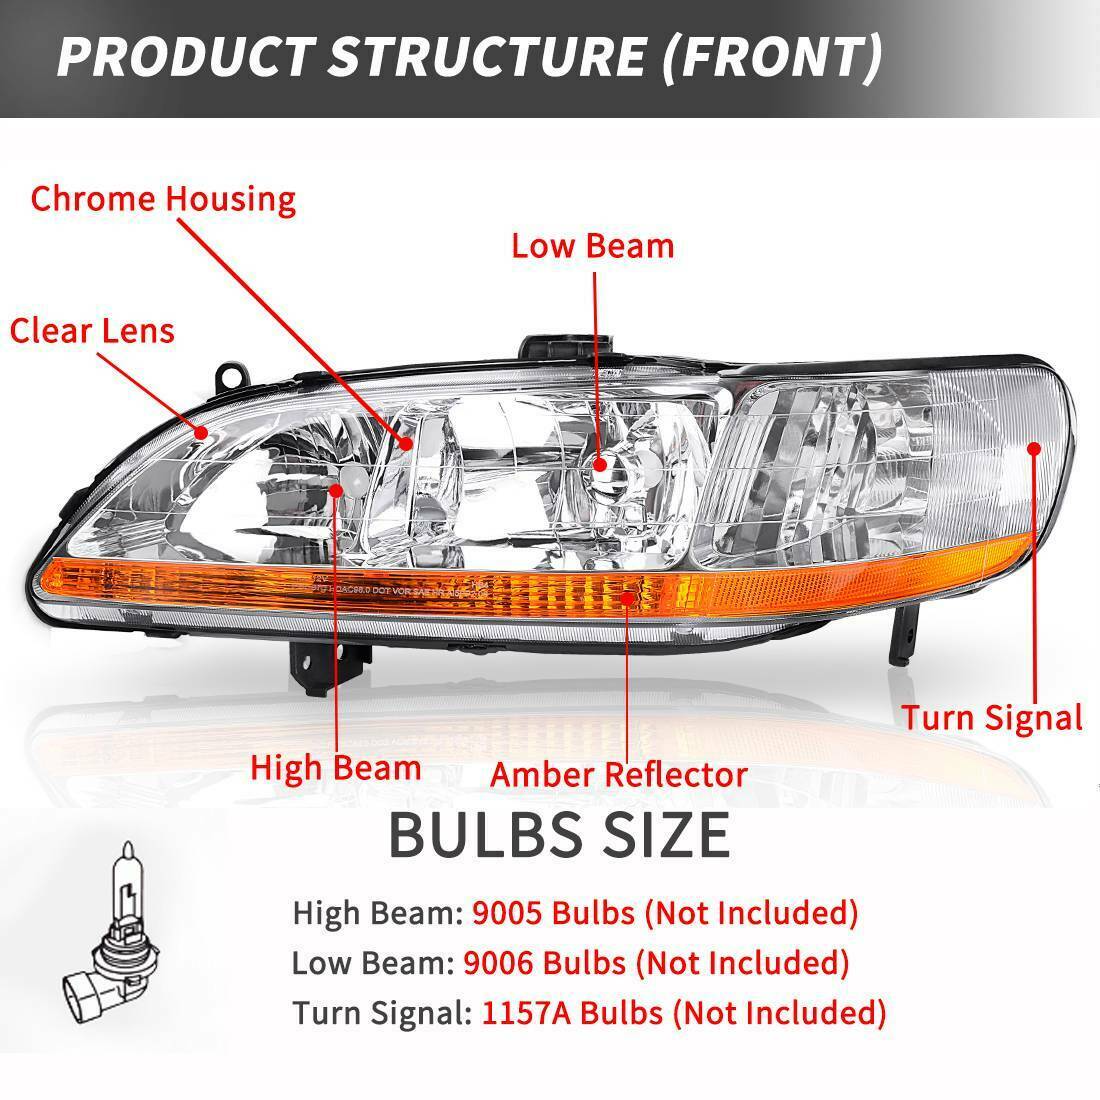 PRODUCT STRUCTURE (FRONT)
Chrome Housing
Low Beam
Clear Lens
Turn Signal
High Beam
Amber Reflector
BULBS SIZE
High Beam: 9005 Bulbs (Not Included)
Low Beam: 9006 Bulbs (Not Included)
Turn Signal: 1157A Bulbs (Not Included)